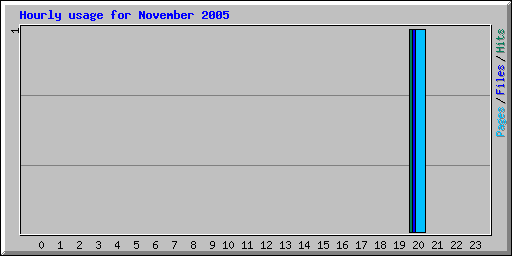 Hourly usage for November 2005
1
Pages/Files/Hits
0 1 2 3 4 5 6 7 8 9 10 11 12 13 14 15 16 17 18 19 20 21 22 23